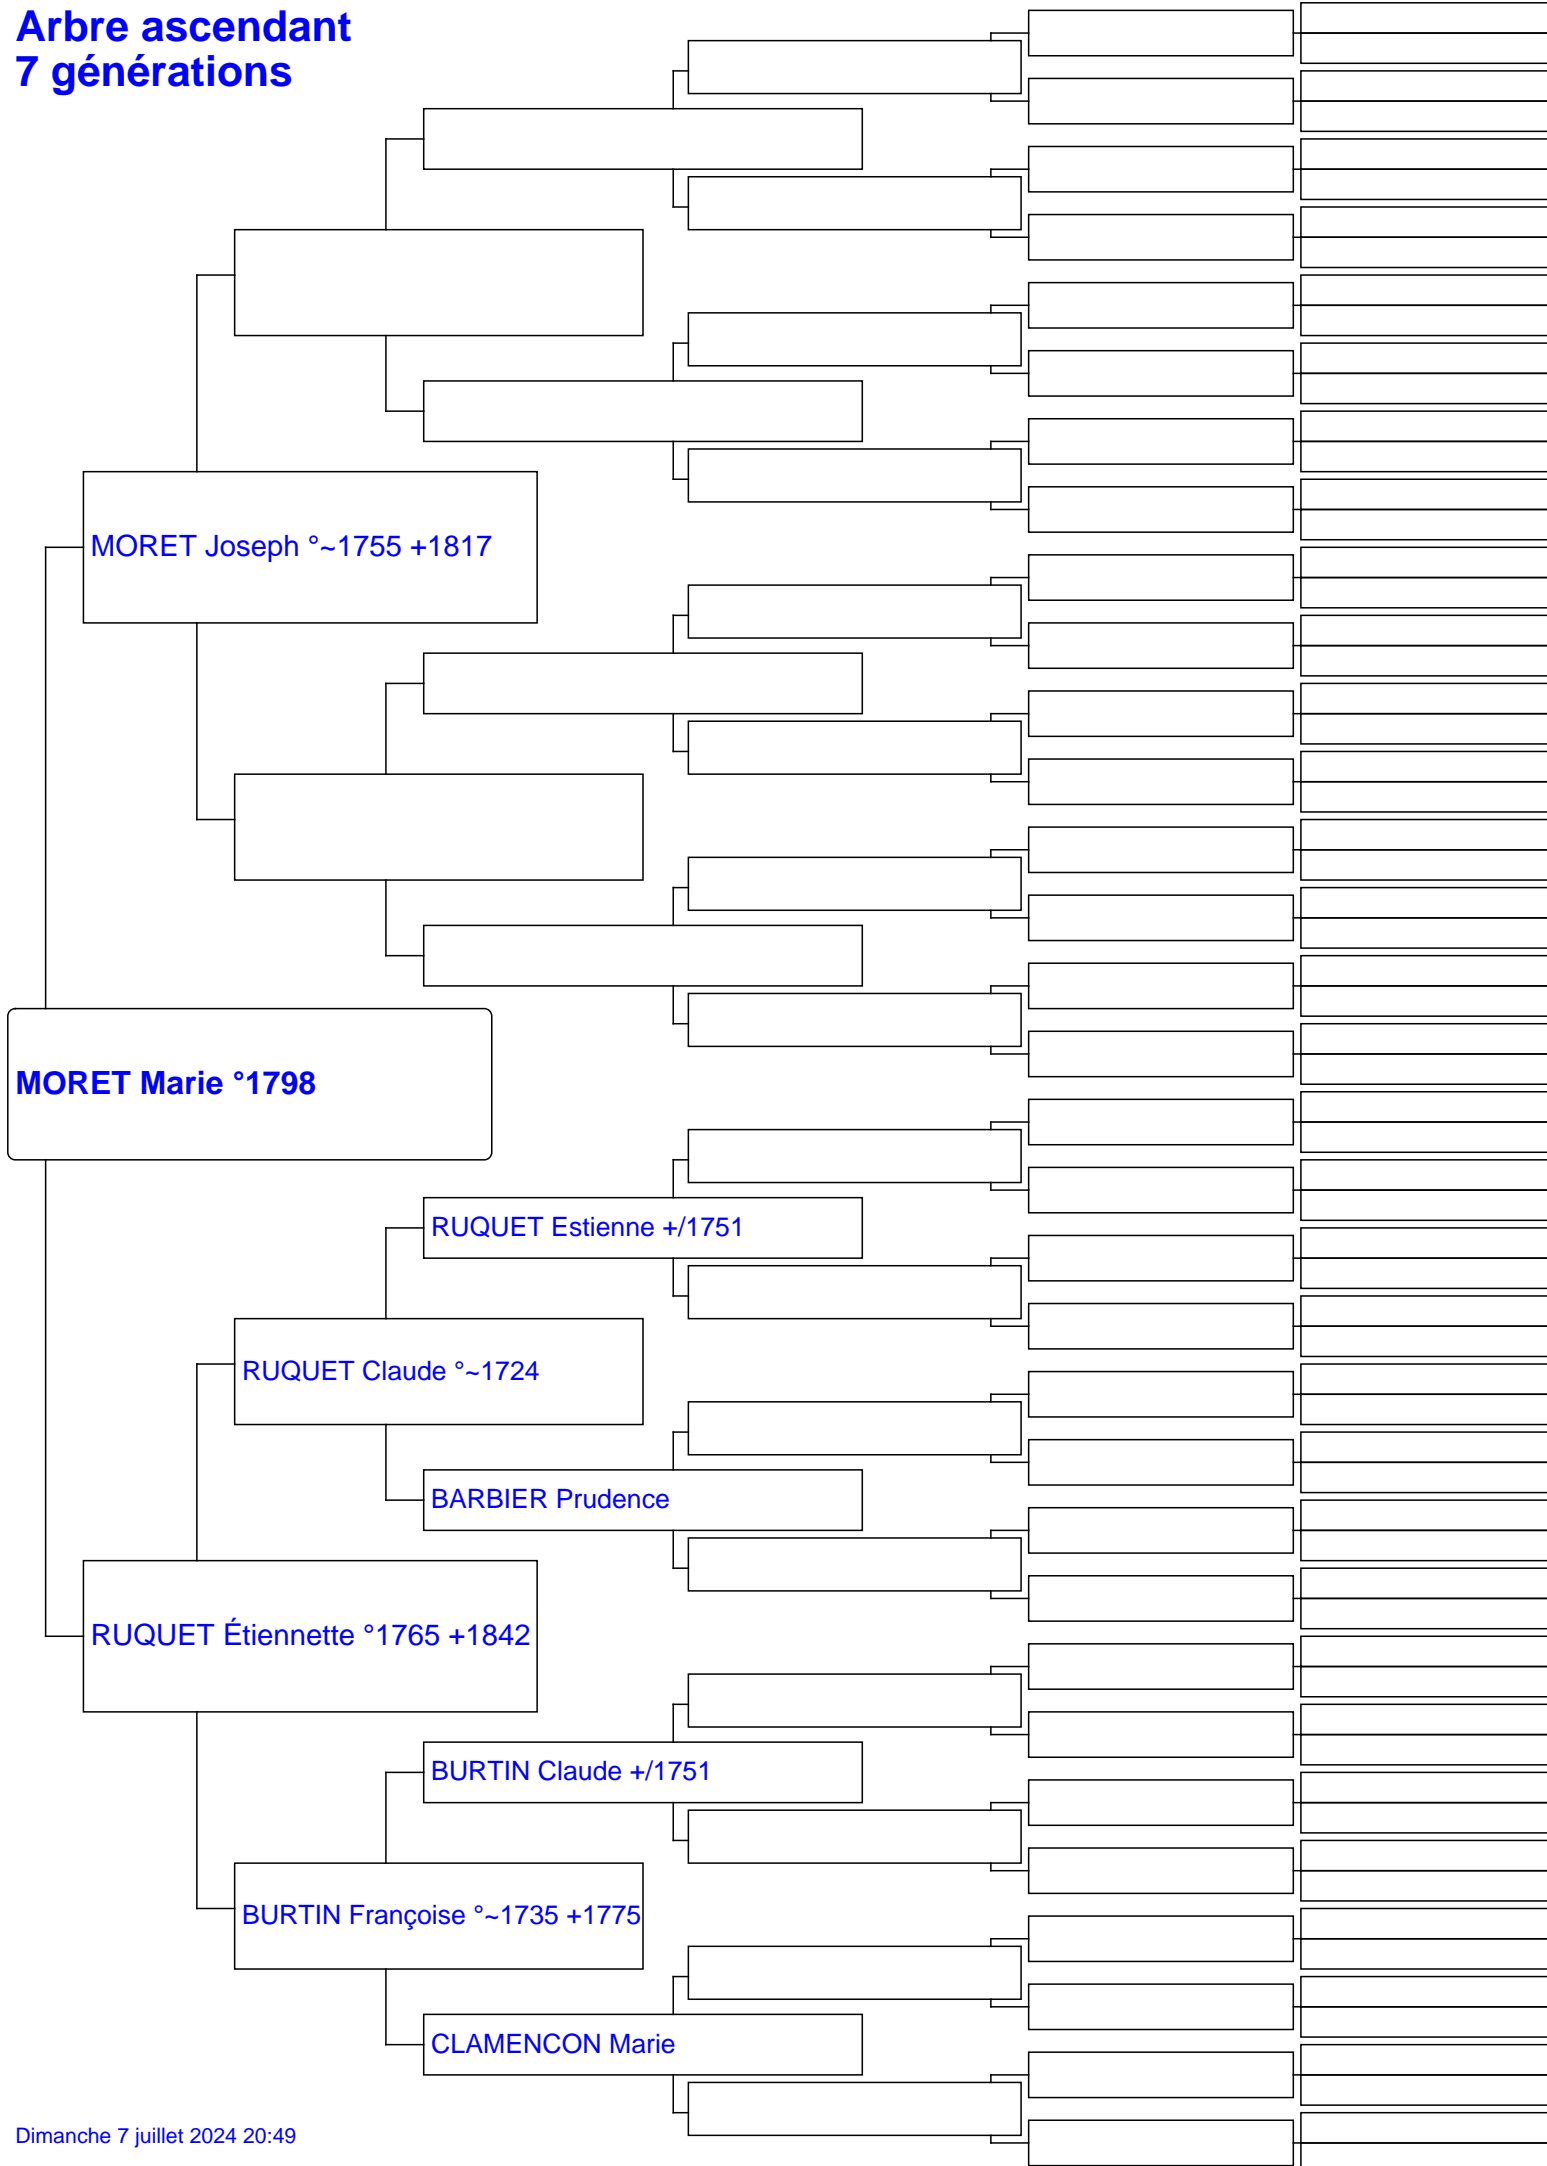 Arbre ascendant
7 générations
MORET Joseph °~1755 +1817
MORET Marie °1798
RUQUET Estienne +/1751
RUQUET Claude °~1724
BARBIER Prudence
RUQUET Étiennette °1765 +1842
BURTIN Claude +/1751
BURTIN Françoise °~1735 +1775
CLAMENCON Marie
Dimanche 7 juillet 2024 20:49